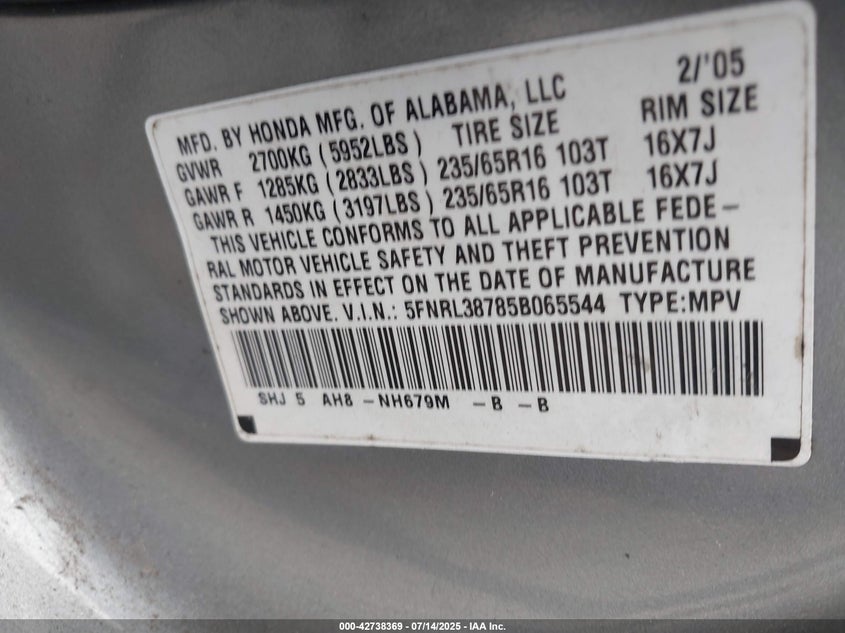 2/'05
MFD. BY HONDA MFG. OF ALABAMA, LLC
GVWR 2700KG (5952LBS) TIRE SIZE RIM SIZE
GAWR F 1285KG (2833LBS) 235/65R16 103T 16X7J
GAWR R 1450KG (3197LBS) 235/65R16 103T 16X7J
THIS VEHICLE CONFORMS TO ALL APPLICABLE FEDE-
RAL MOTOR VEHICLE SAFETY AND THEFT PREVENTION
STANDARDS IN EFFECT ON THE DATE OF MANUFACTURE
SHOWN ABOVE. V.I.N.: 5FNRL38785B065544 TYPE:MPV
SHJ 5 AH8 -NH679M -B -B
000-42738369 - 07/14/2025 - IAA Inc.